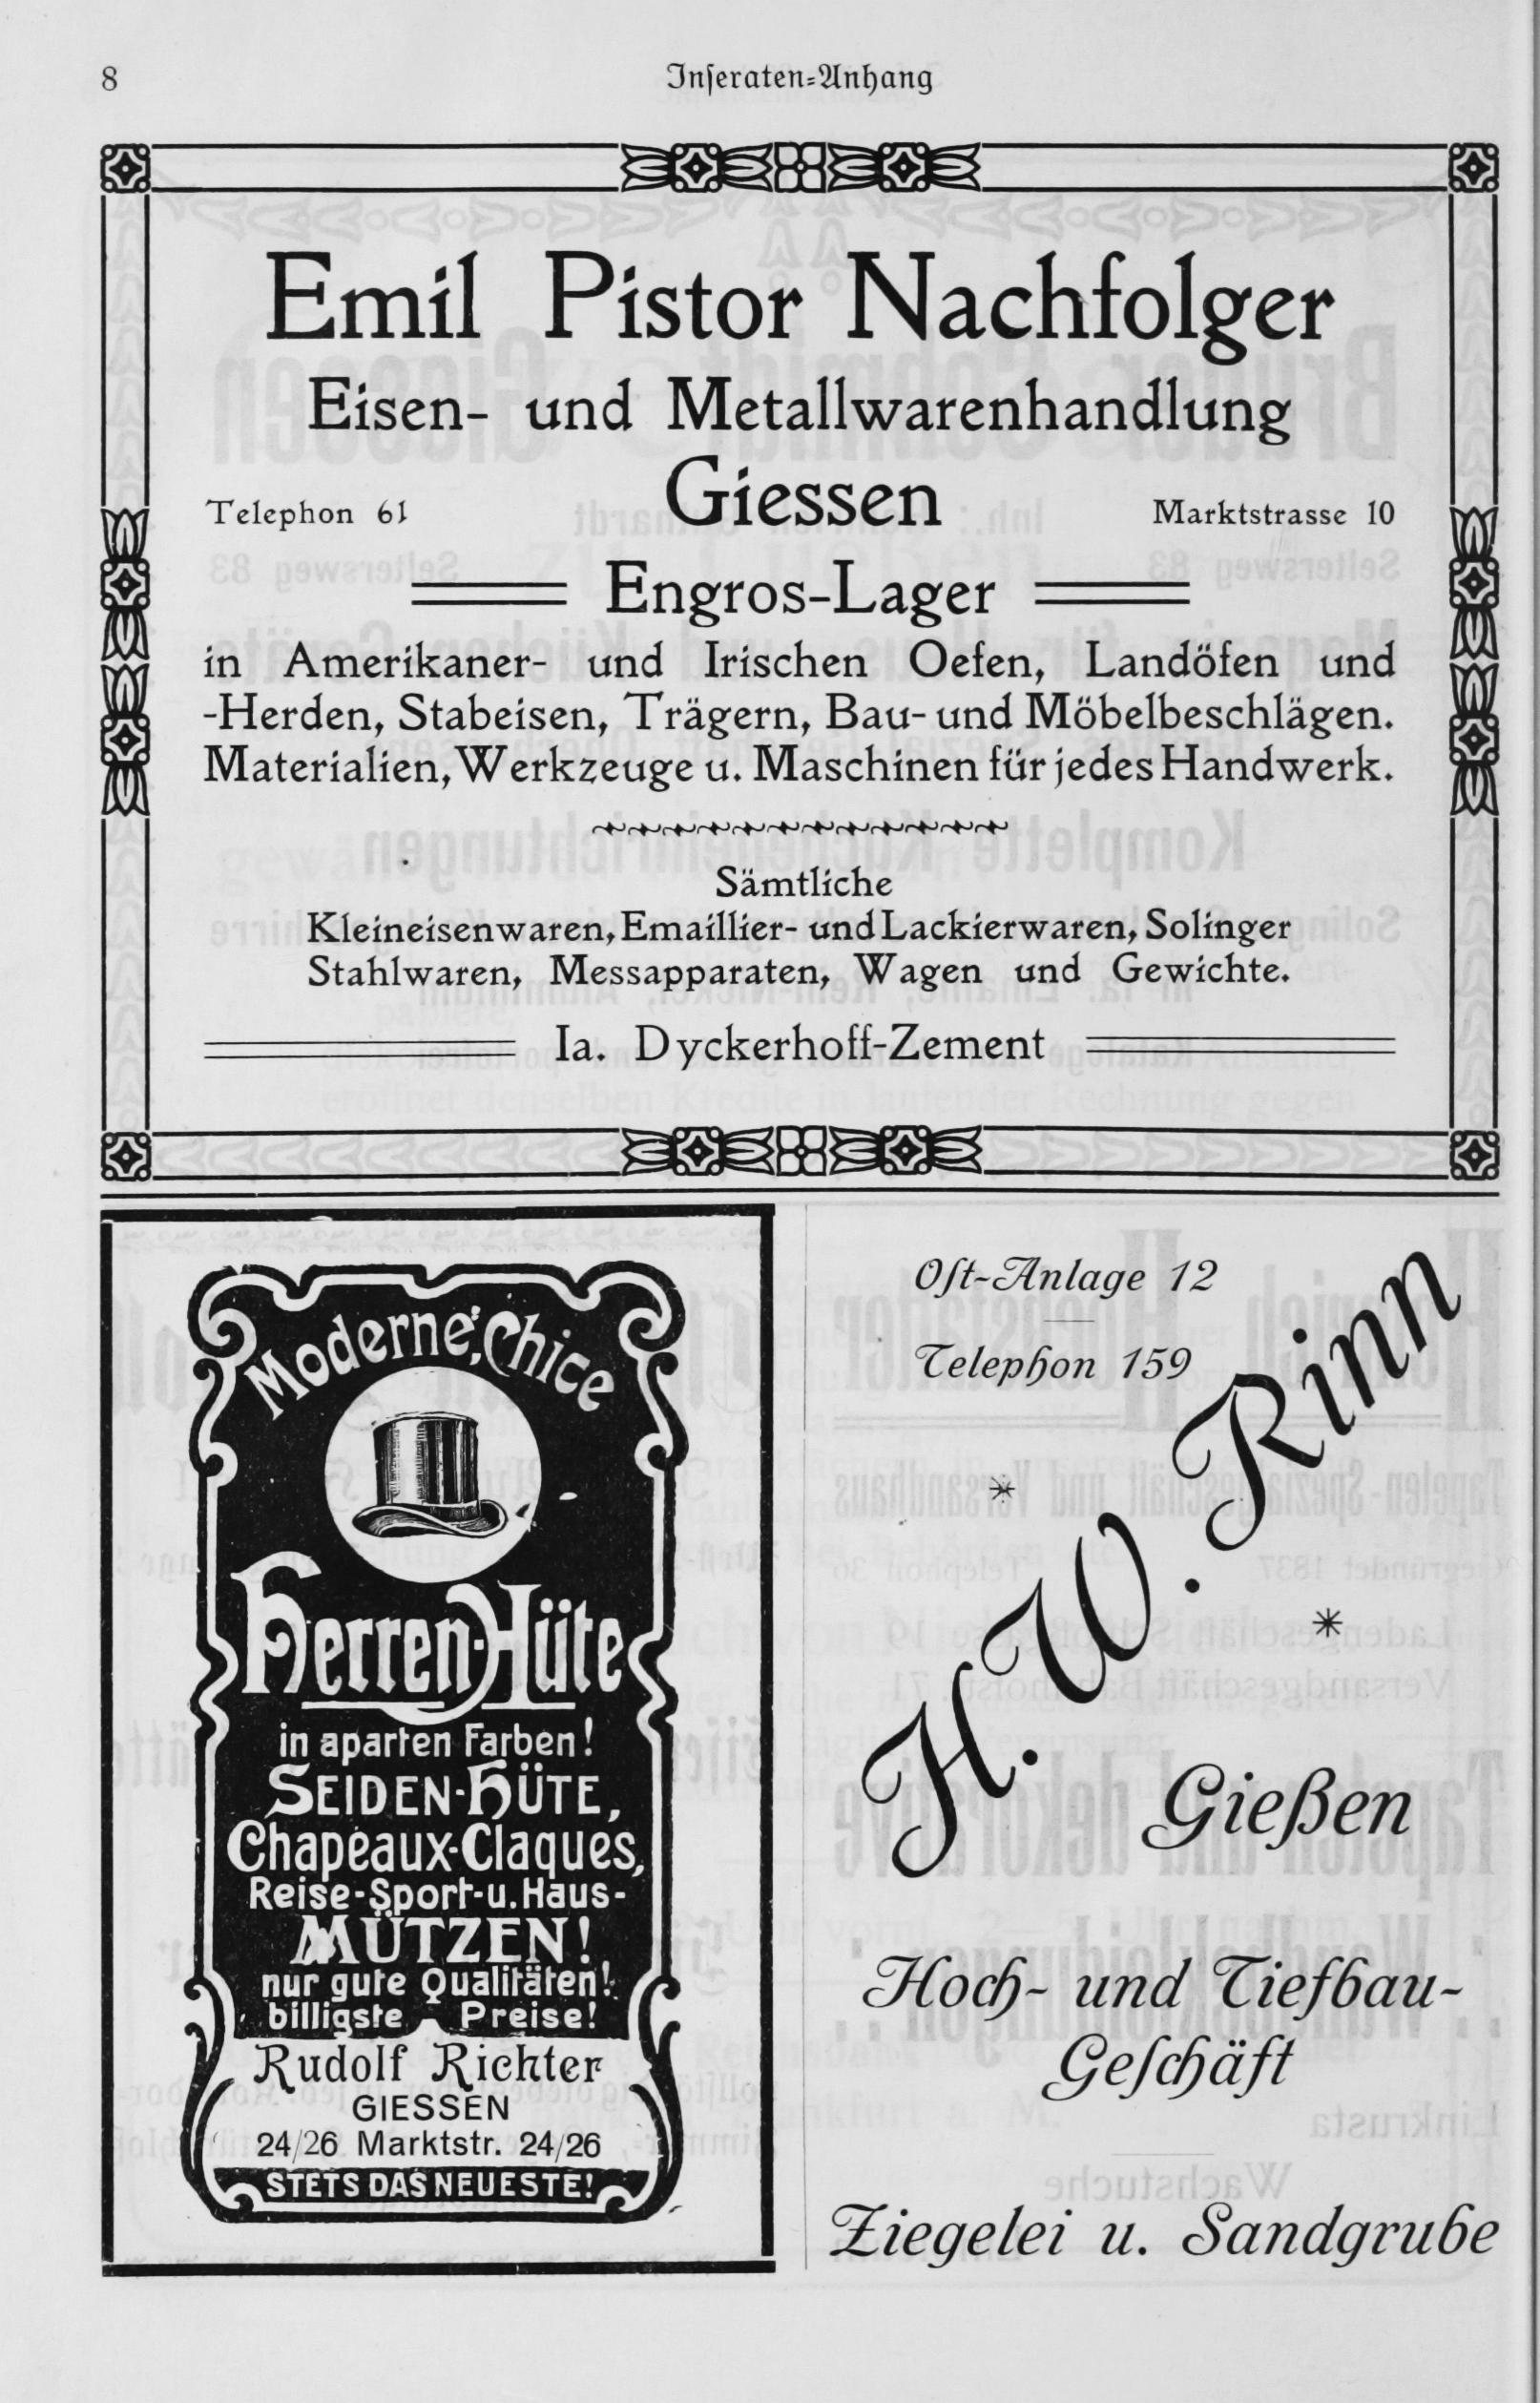 8
Inſeraten-Anhang
Emil Pistor Nachfolger
Eisen- und Metallwarenhandlung
Giessen
Telephon 61
Marktstrasse 10
Engros-Lager
in Amerikaner- und Irischen Oefen, Landöfen und
-Herden, Stabeisen, Trägern, Bau- und Möbelbeschlägen.
Materialien, Werkzeuge u. Maschinen für jedes Handwerk.
Sämtliche
Kleineisenwaren, Emaillier- und Lackierwaren, Solinger
Stahlwaren, Messapparaten, Wagen und Gewichte.
Ia. Dyckerhoff-Zement
Moderne, Chice
Herren-Hüte
in aparten Farben!
SEIDEN-HÜTE,
Chapeaux-Claques,
Reise-Sport-u. Haus-
MÜTZEN!
nur gute Qualitäten!
billigste Preise!
Rudolf Richter
GIESSEN
24/26 Marktstr. 24/26
STETS DAS NEUESTE!
Oſt-Anlage 12
Telephon 159
H. W. Rinn
Gießen
Hoch- und Tiefbau-
Geſchäft
Ziegelei u. Sandgrube